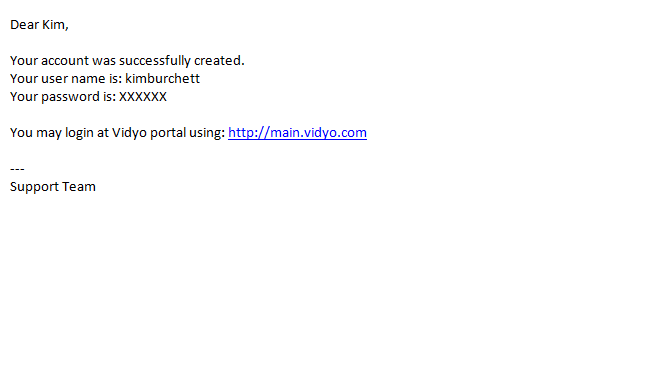 Dear Kim,
Your account was successfully created.
Your user name is: kimburchett
Your password is: XXXXXX
You may login at Vidyo portal using: http://main.vidyo.com
---
Support Team